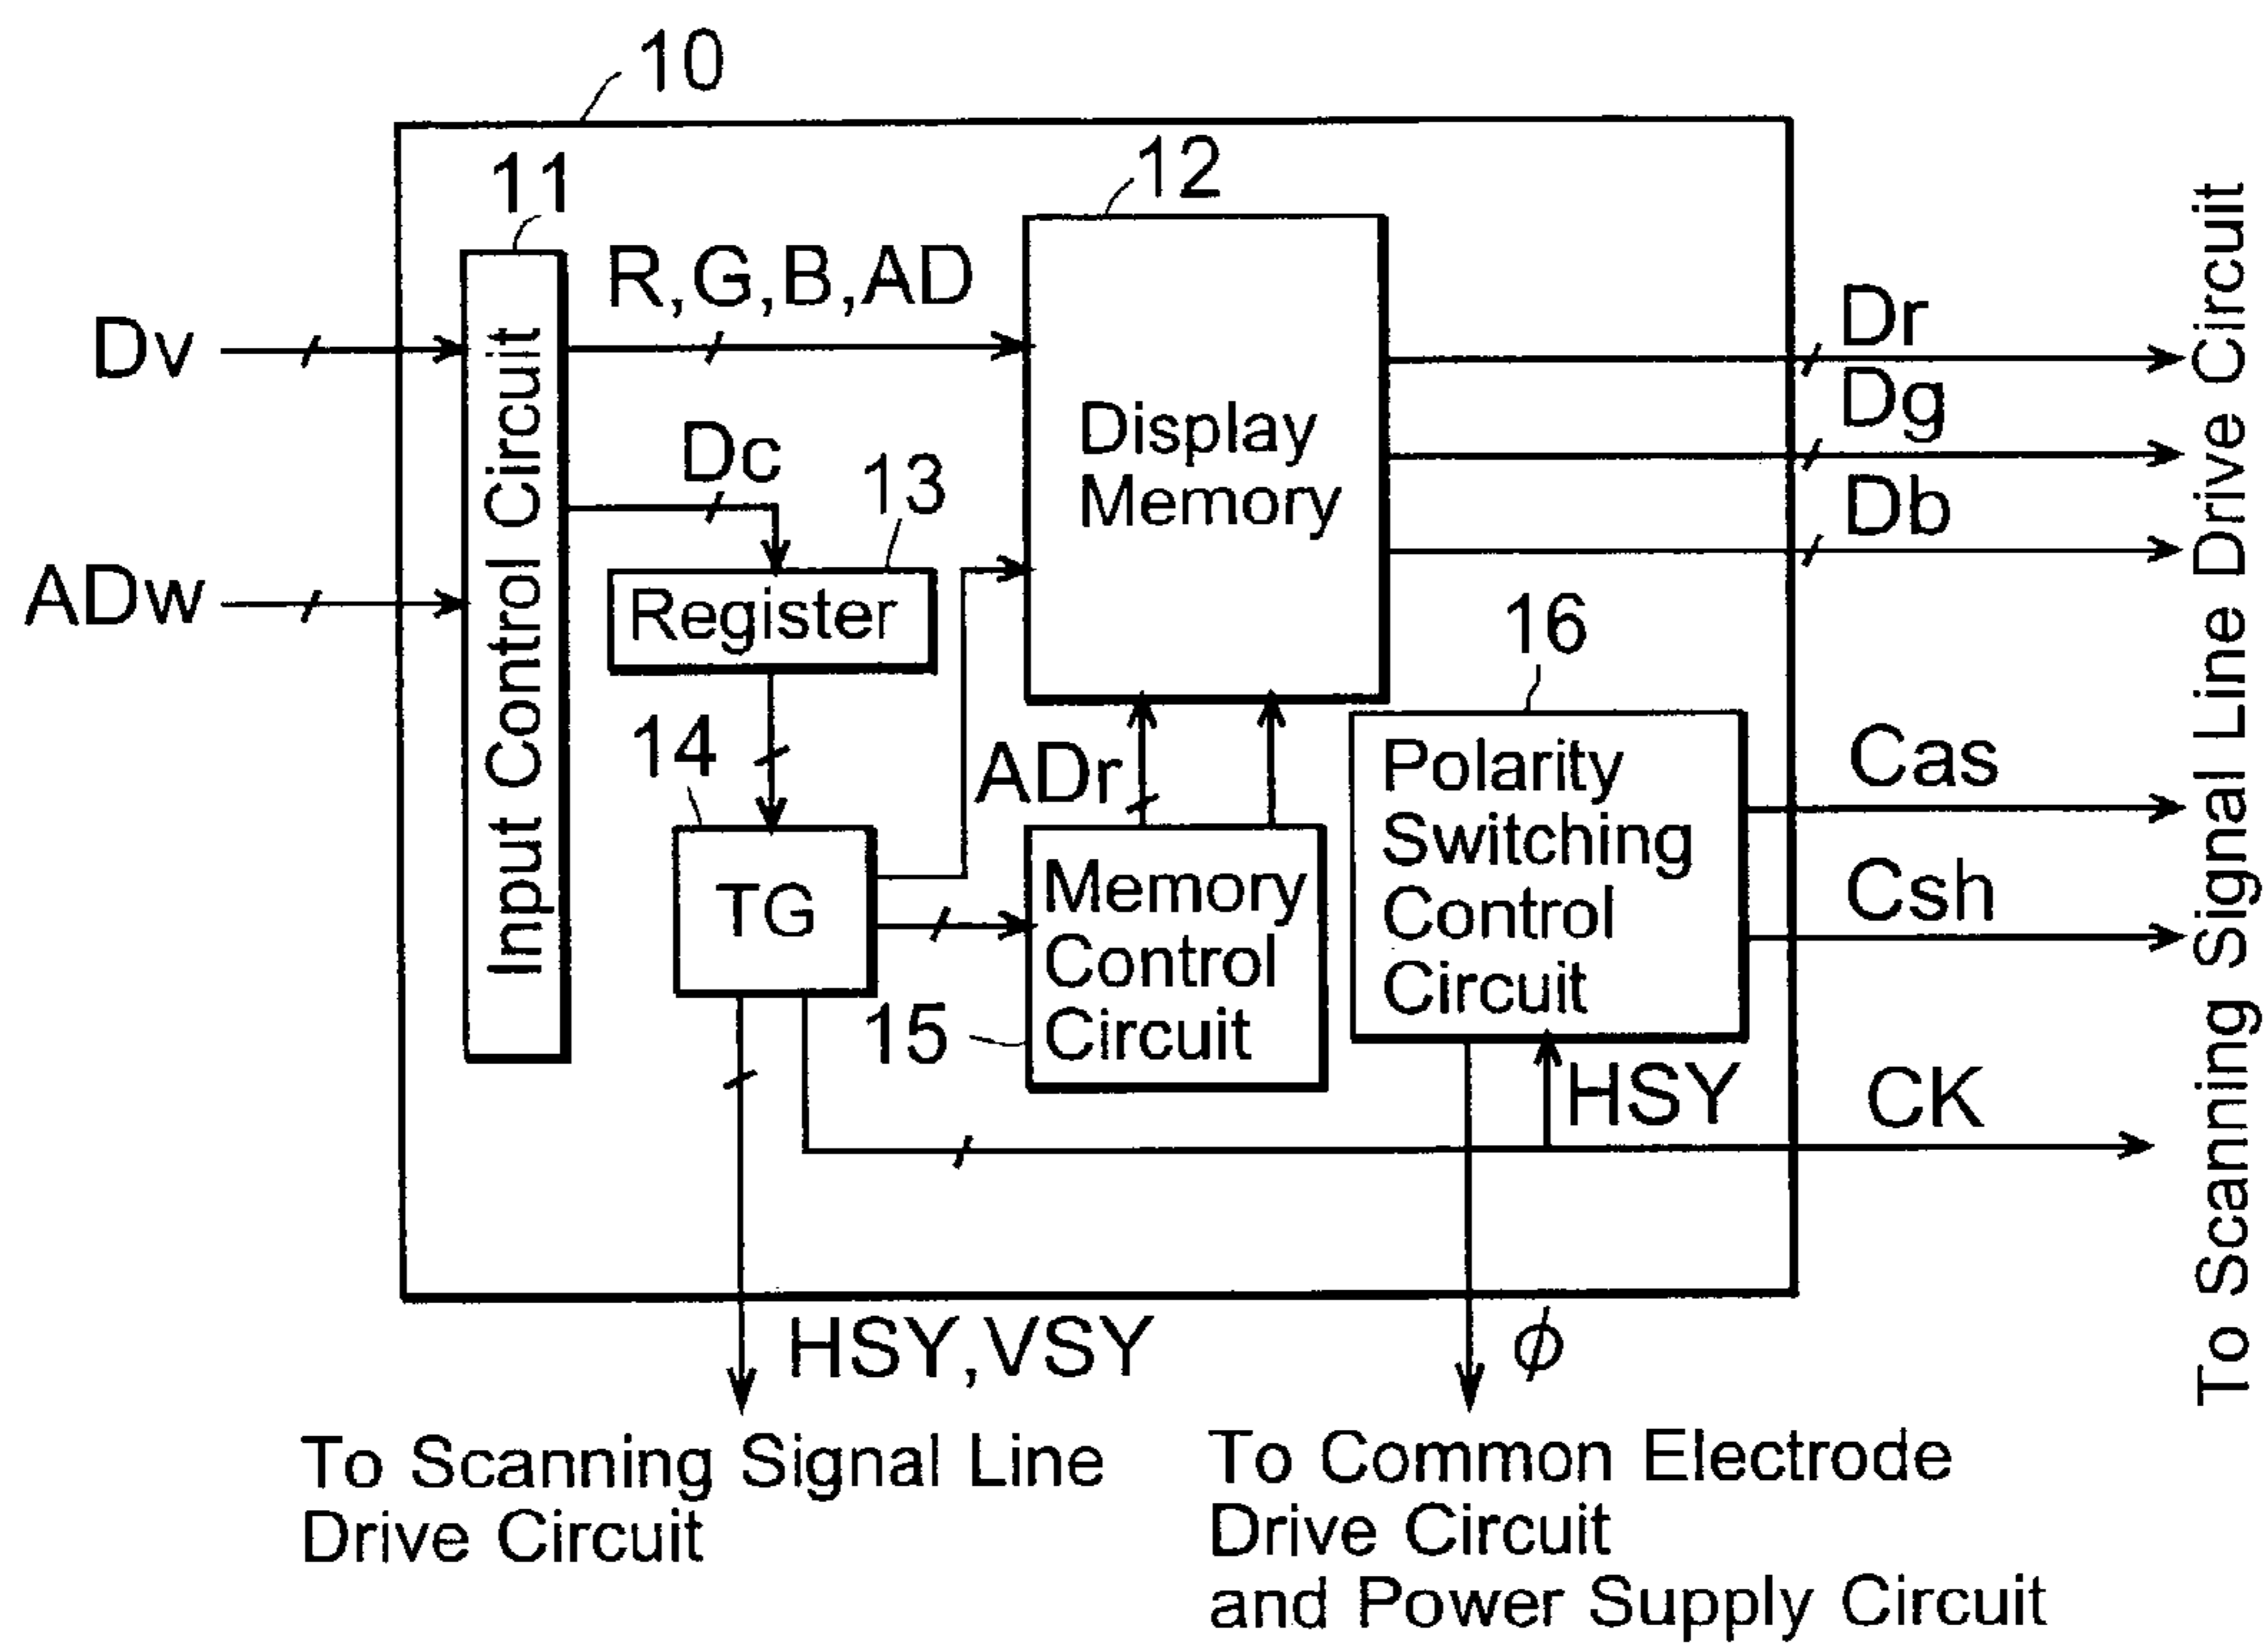 10
11
12
R,G,B,AD
Dv
Dr
Dg
Db
Display
Memory
Dc
13
ADw
Input Control Circuit
Register
16
14
ADr
Polarity
Switching
Control
Circuit
Cas
Csh
TG
Memory
Control
Circuit
15
HSY
CK
To Scanning Signal Line Drive Circuit
HSY,VSY
ϕ
To Scanning Signal Line
Drive Circuit
To Common Electrode
Drive Circuit
and Power Supply Circuit